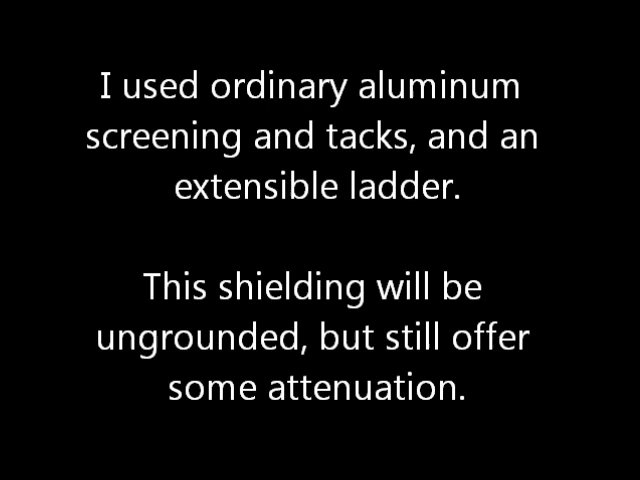 I used ordinary aluminum
screening and tacks, and an
extensible ladder.
This shielding will be
ungrounded, but still offer
some attenuation.